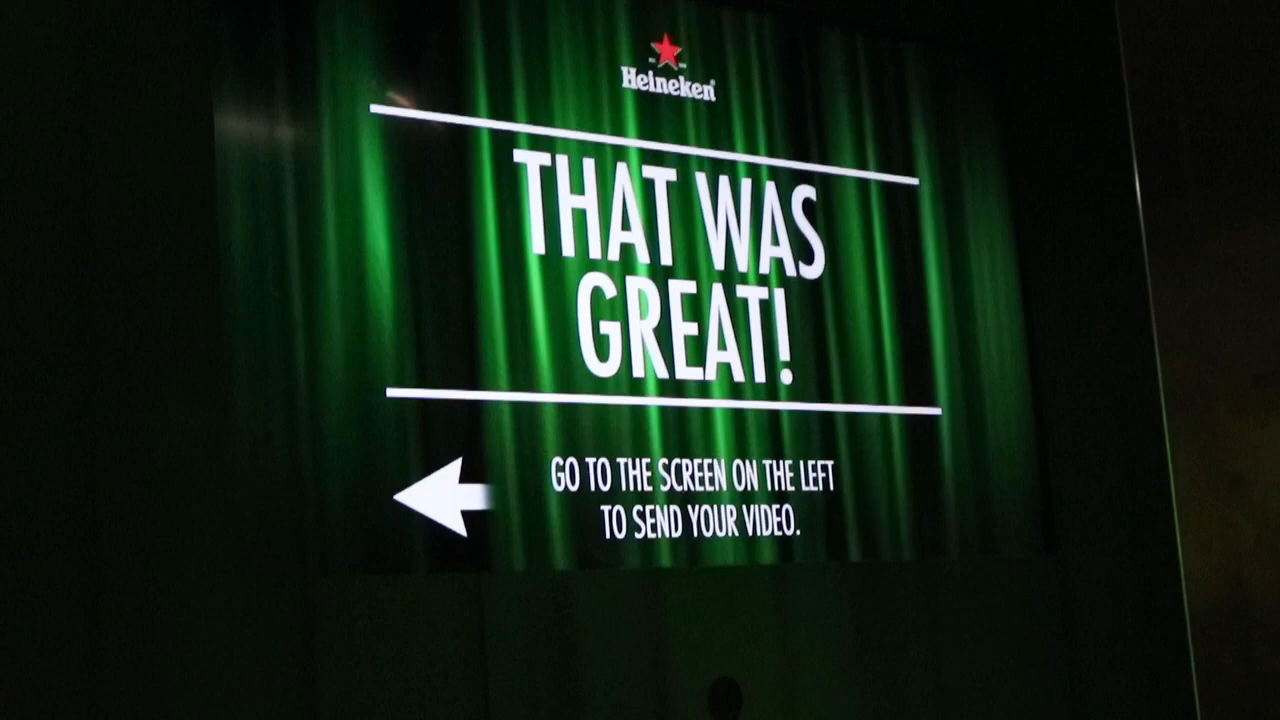 Heineken
THAT WAS
GREAT!
GO TO THE SCREEN ON THE LEFT
TO SEND YOUR VIDEO.